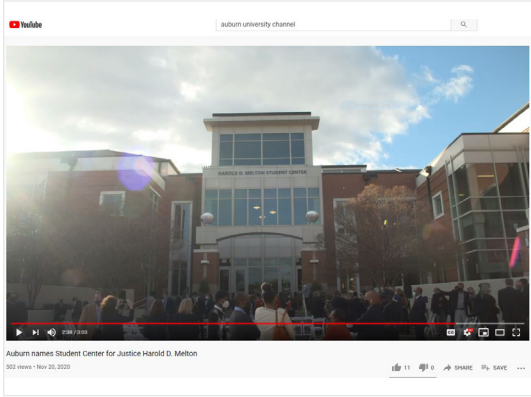 YouTube
auburn university channel
HAROLD D. MELTON STUDENT CENTER
2:38 / 3:03
Auburn names Student Center for Justice Harold D. Melton
502 views • Nov 20, 2020
11 0 SHARE SAVE